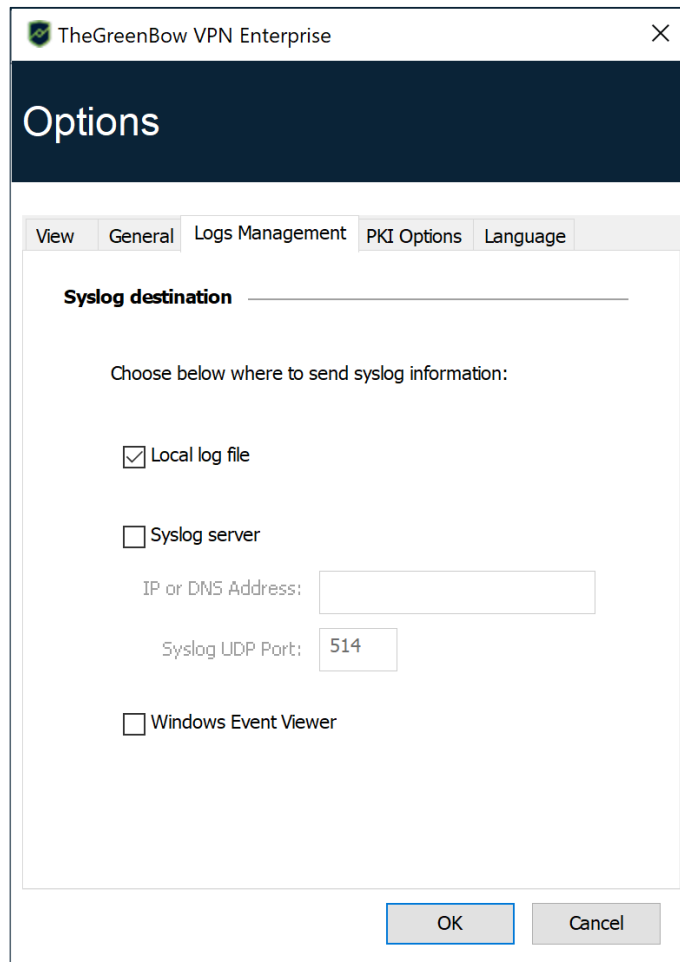 TheGreenBow VPN Enterprise
Options
View General Logs Management PKI Options Language
Syslog destination
Choose below where to send syslog information:
Local log file
Syslog server
IP or DNS Address:
Syslog UDP Port: 514
Windows Event Viewer
OK Cancel